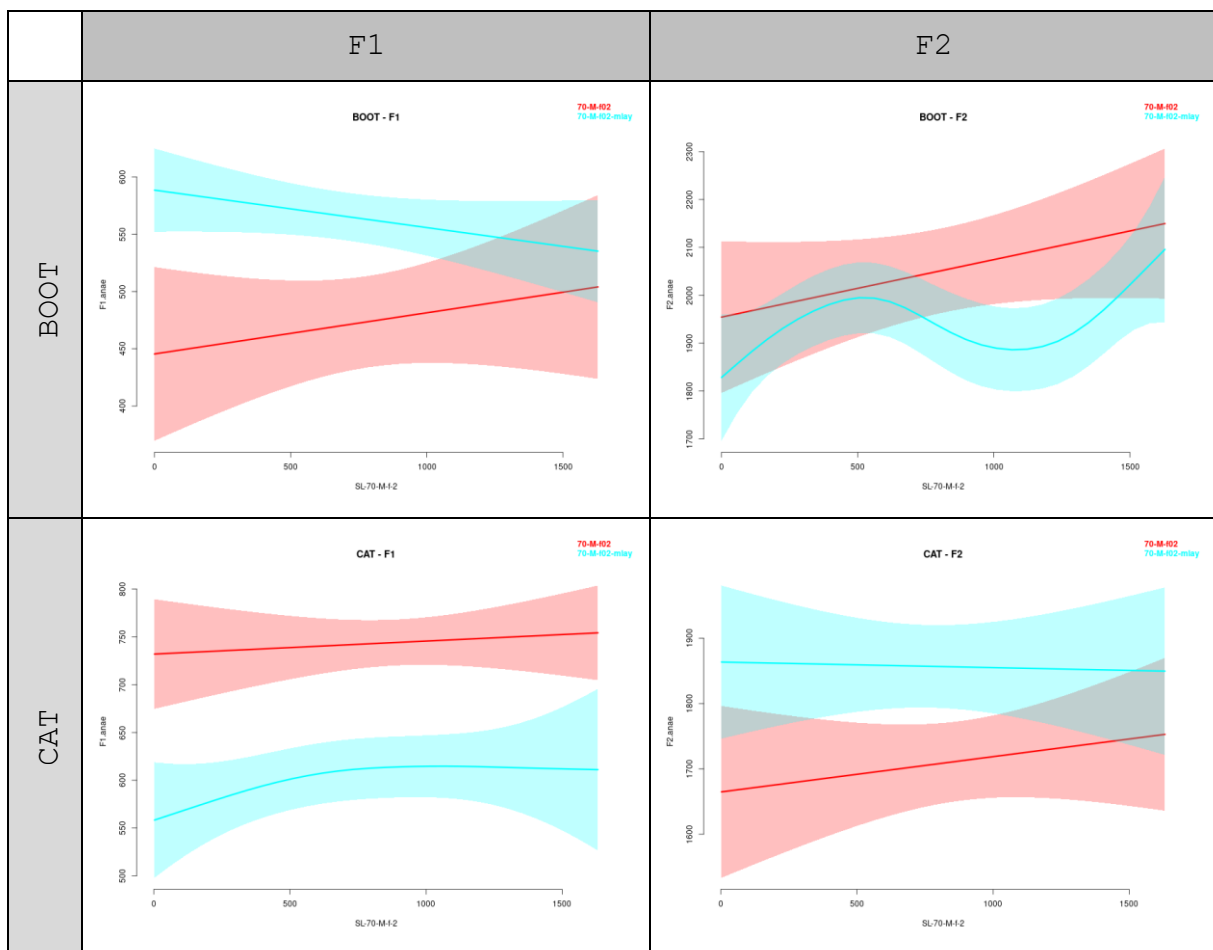 F1
F2
BOOT
BOOT - F1
70-M-f02
70-M-f02-mlay
F1.anae
600
550
500
450
400
0
500
1000
1500
SL-70-M-f-2
BOOT - F2
70-M-f02
70-M-f02-mlay
F2.anae
2300
2200
2100
2000
1900
1800
1700
0
500
1000
1500
SL-70-M-f-2
CAT
CAT - F1
70-M-f02
70-M-f02-mlay
F1.anae
800
750
700
650
600
550
500
0
500
1000
1500
SL-70-M-f-2
CAT - F2
70-M-f02
70-M-f02-mlay
F2.anae
1900
1800
1700
1600
0
500
1000
1500
SL-70-M-f-2